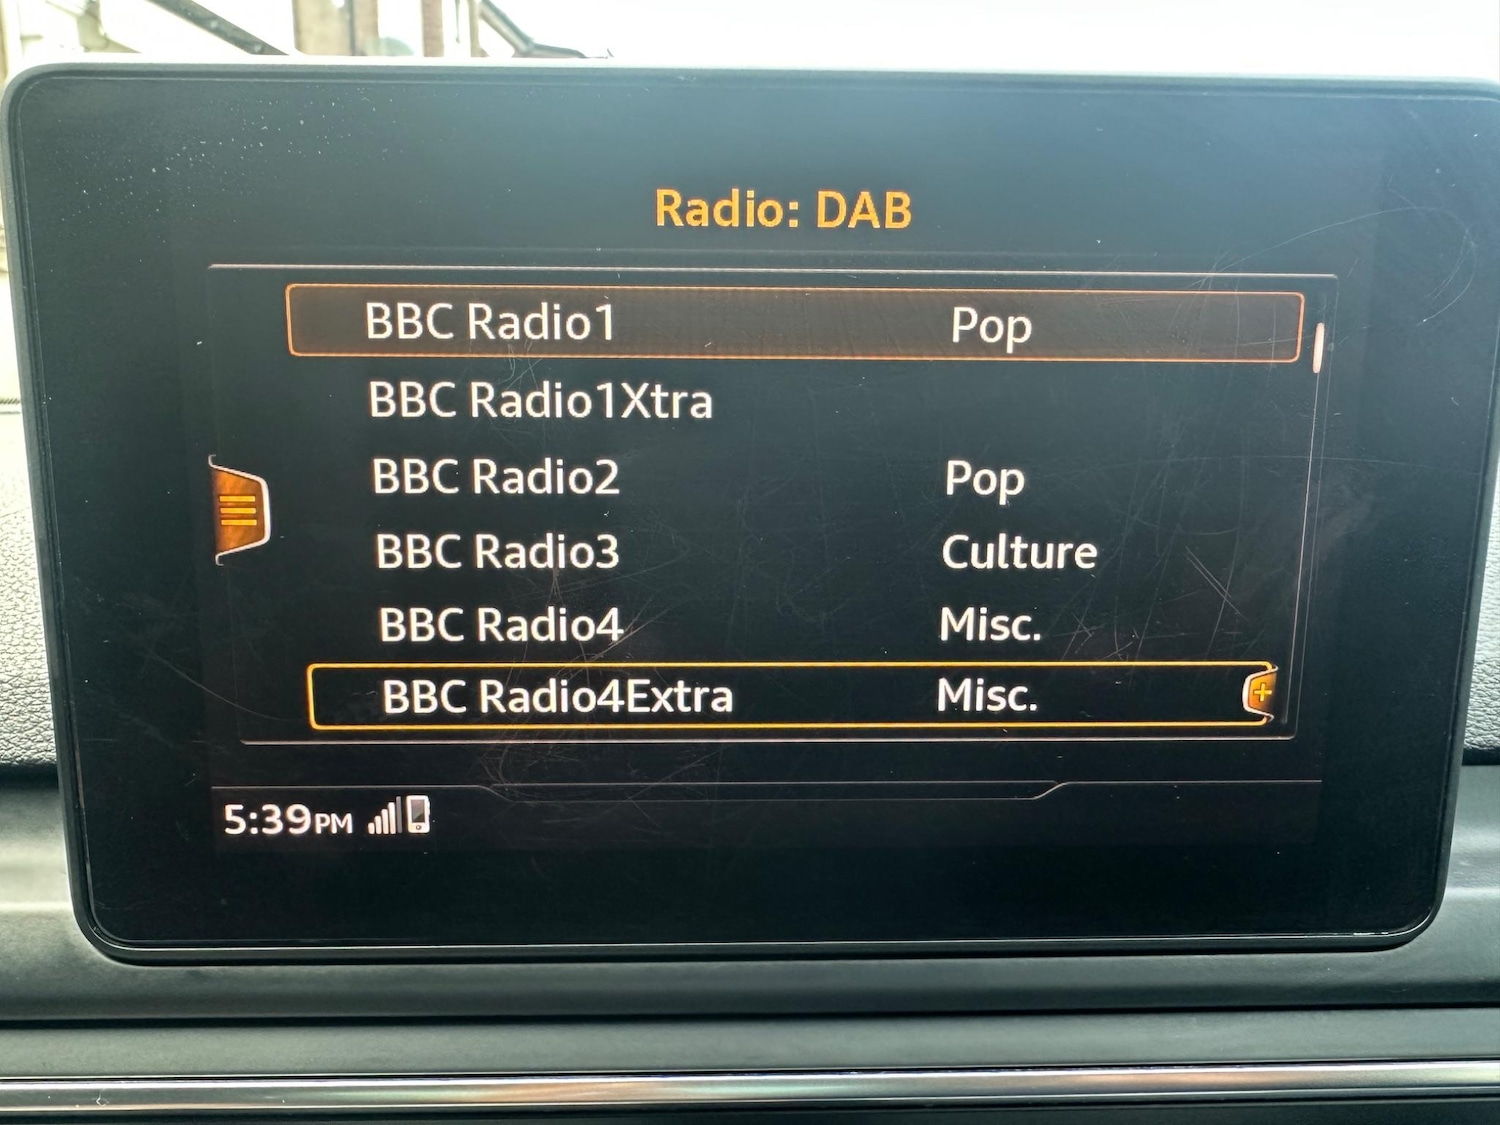 Radio: DAB
BBC Radio1 Pop
BBC Radio1Xtra
BBC Radio2 Pop
BBC Radio3 Culture
BBC Radio4 Misc.
BBC Radio4Extra Misc.
5:39PM